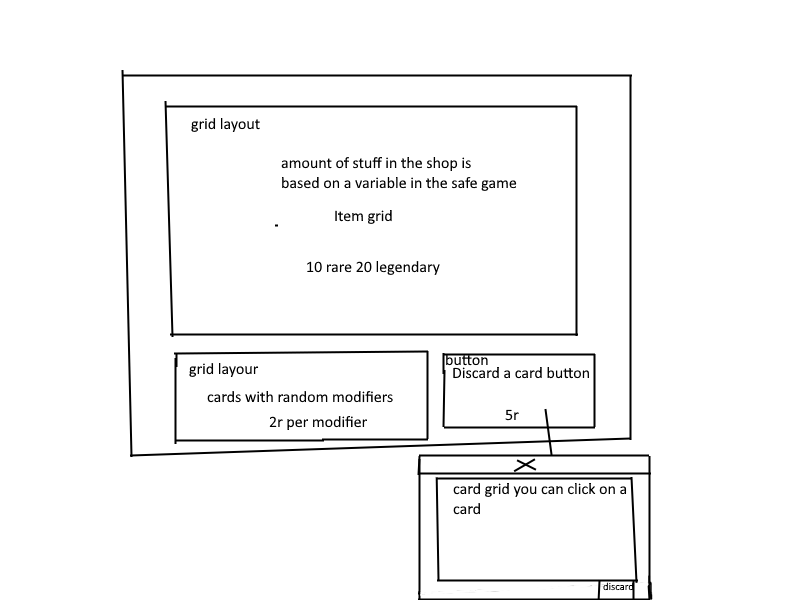 grid layout
amount of stuff in the shop is
based on a variable in the safe game
Item grid
10 rare 20 legendary
grid layour
cards with random modifiers
2r per modifier
button
Discard a card button
5r
card grid you can click on a
card
discard